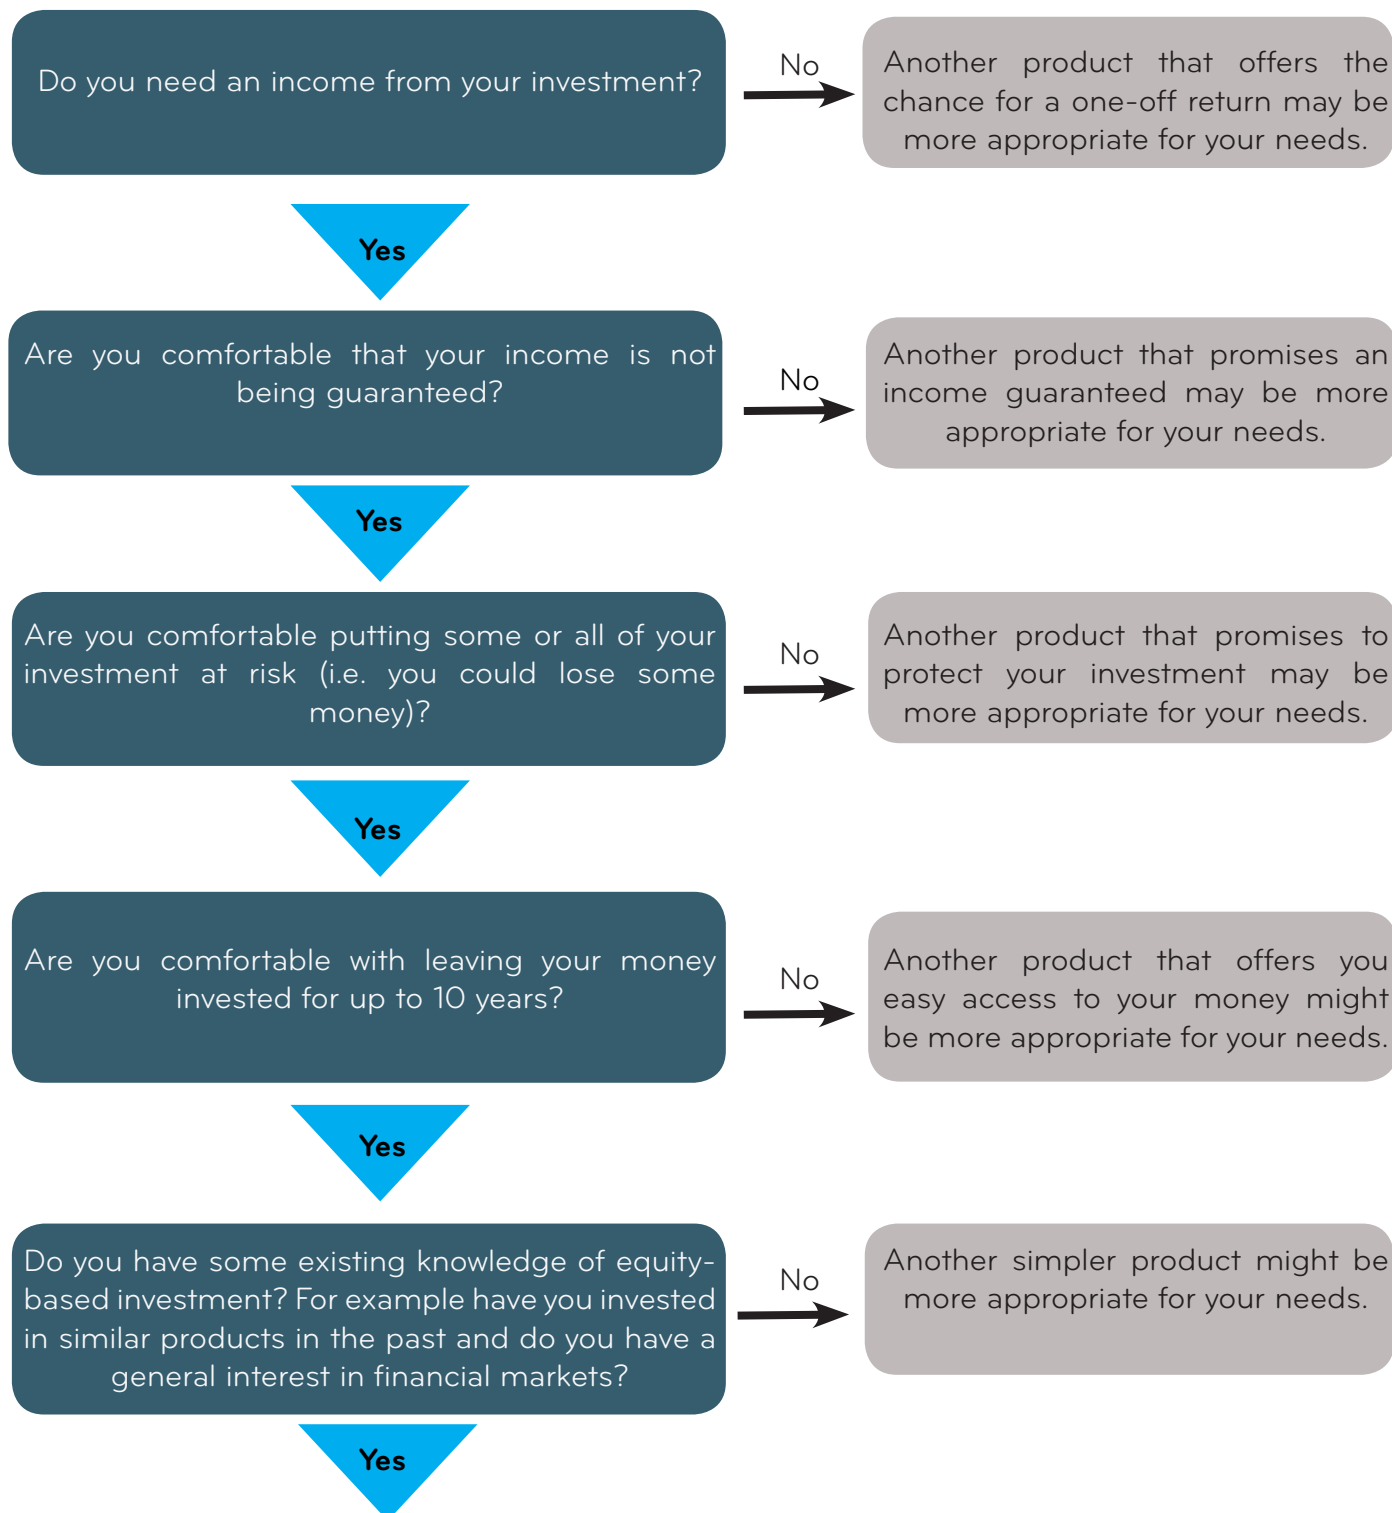 Do you need an income from your investment?
No
Another product that offers the
chance for a one-off return may be
more appropriate for your needs.
Yes
Are you comfortable that your income is not
being guaranteed?
No
Another product that promises an
income guaranteed may be more
appropriate for your needs.
Yes
Are you comfortable putting some or all of your
investment at risk (i.e. you could lose some
money)?
No
Another product that promises to
protect your investment may be
more appropriate for your needs.
Yes
Are you comfortable with leaving your money
invested for up to 10 years?
No
Another product that offers you
easy access to your money might
be more appropriate for your needs.
Yes
Do you have some existing knowledge of equity-
based investment? For example have you invested
in similar products in the past and do you have a
general interest in financial markets?
No
Another simpler product might be
more appropriate for your needs.
Yes